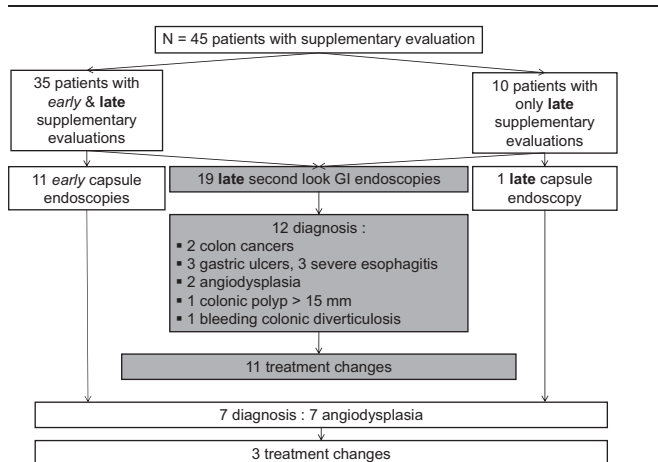 N = 45 patients with supplementary evaluation
35 patients with
early & late
supplementary
evaluations
10 patients with
only late
supplementary
evaluations
11 early capsule
endoscopies
19 late second look GI endoscopies
1 late capsule
endoscopy
12 diagnosis :
▪ 2 colon cancers
▪ 3 gastric ulcers, 3 severe esophagitis
▪ 2 angiodysplasia
▪ 1 colonic polyp > 15 mm
▪ 1 bleeding colonic diverticulosis
11 treatment changes
7 diagnosis : 7 angiodysplasia
3 treatment changes